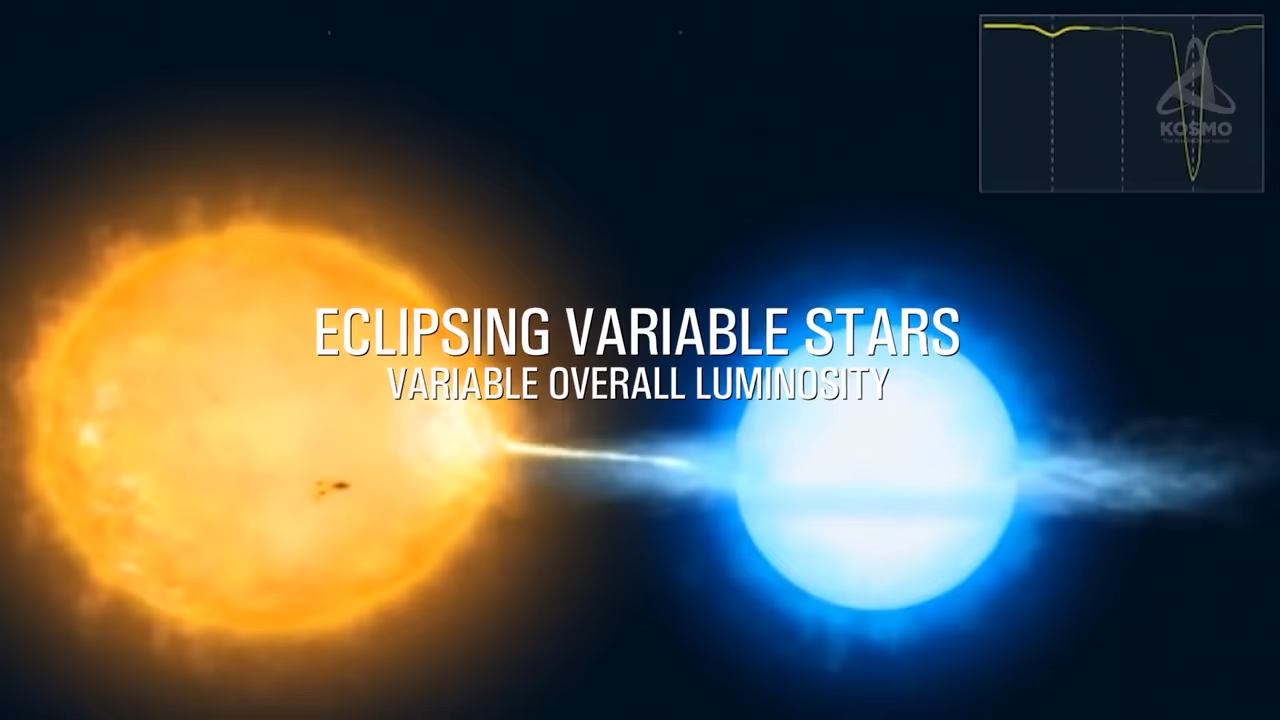 KOSMO
ECLIPSING VARIABLE STARS
VARIABLE OVERALL LUMINOSITY